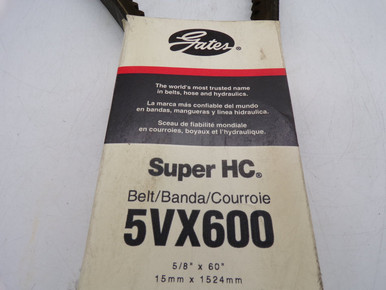 Gates®
The world's most trusted name
in belts, hose and hydraulics.
La marca más confiable del mundo
en bandas, mangueras y linea hidraulica.
Sceau de fiabilité mondiale
en courroies, boyaux et l'hydraulique.
Super HC®
Belt/Banda/Courroie
5VX600
5/8" x 60"
15mm x 1524mm